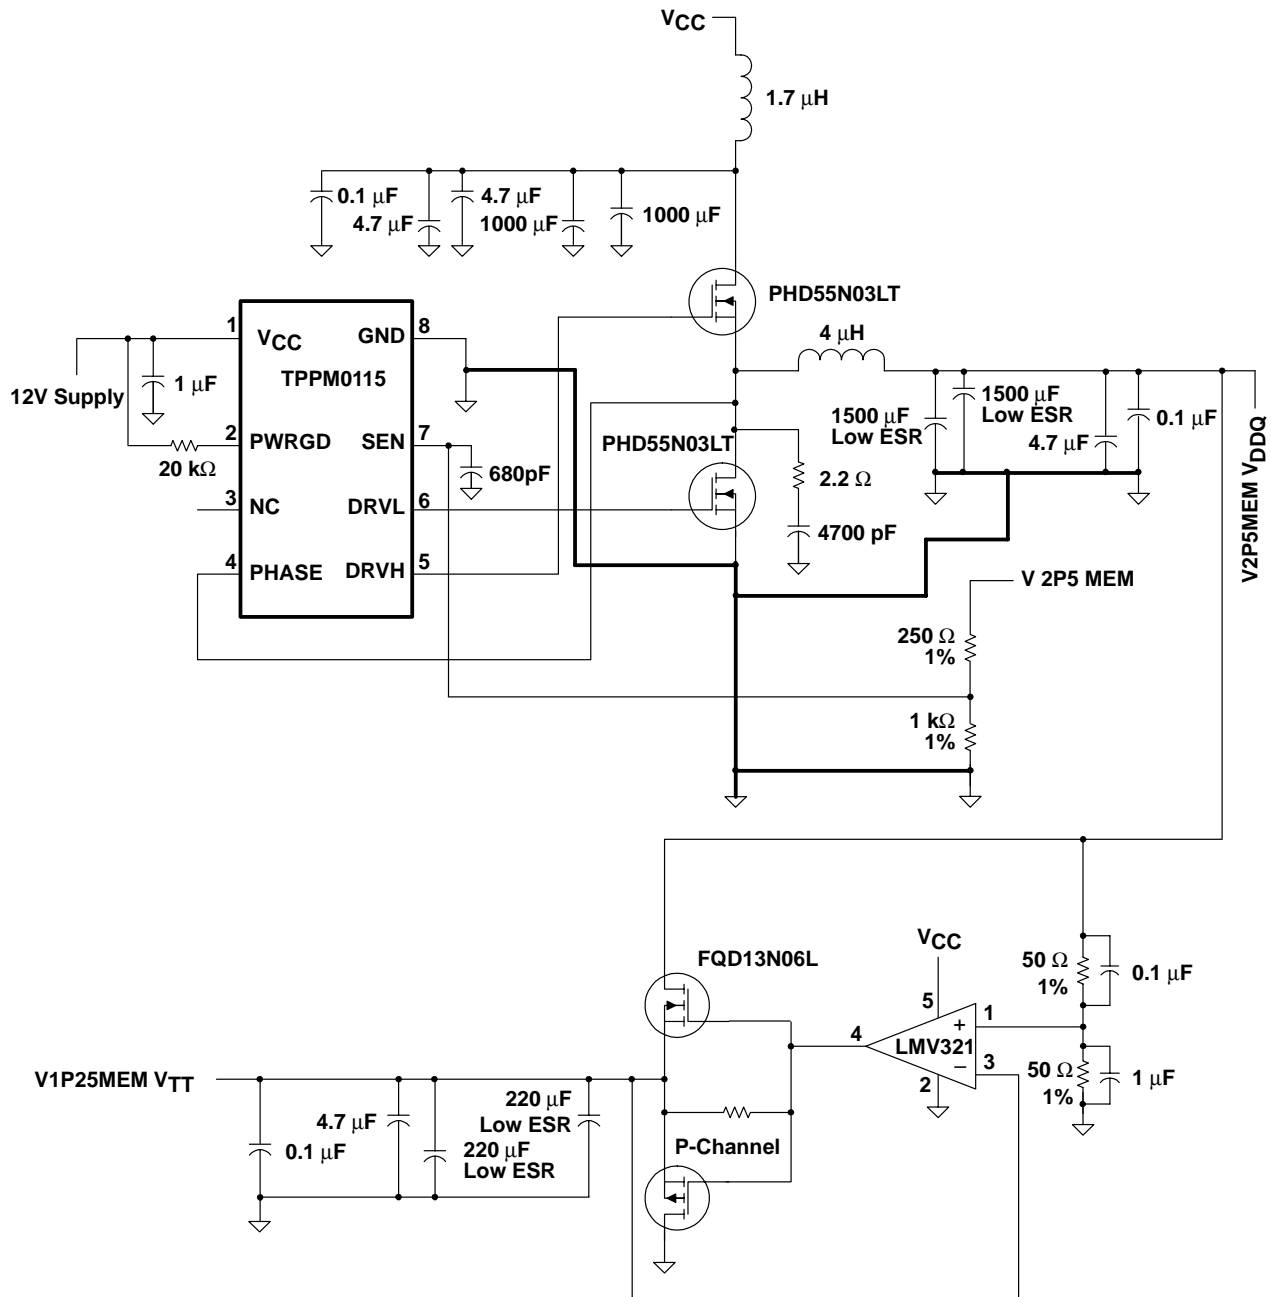 VCC
1.7 μH
0.1 μF
4.7 μF
4.7 μF
1000 μF
1000 μF
PHD55N03LT
4 μH
1
VCC
GND
8
TPPM0115
12V Supply
1 μF
2
PWRGD
SEN
7
20 kΩ
680pF
3
NC
DRVL
6
4
PHASE
DRVH
5
PHD55N03LT
2.2 Ω
4700 pF
1500 μF
Low ESR
1500 μF
Low ESR
4.7 μF
0.1 μF
V2P5MEM VDDQ
V 2P5 MEM
250 Ω
1%
1 kΩ
1%
VCC
FQD13N06L
50 Ω
1%
0.1 μF
5
4
LMV321
+
−
1
3
2
50 Ω
1%
1 μF
V1P25MEM VTT
4.7 μF
0.1 μF
220 μF
Low ESR
220 μF
Low ESR
P-Channel